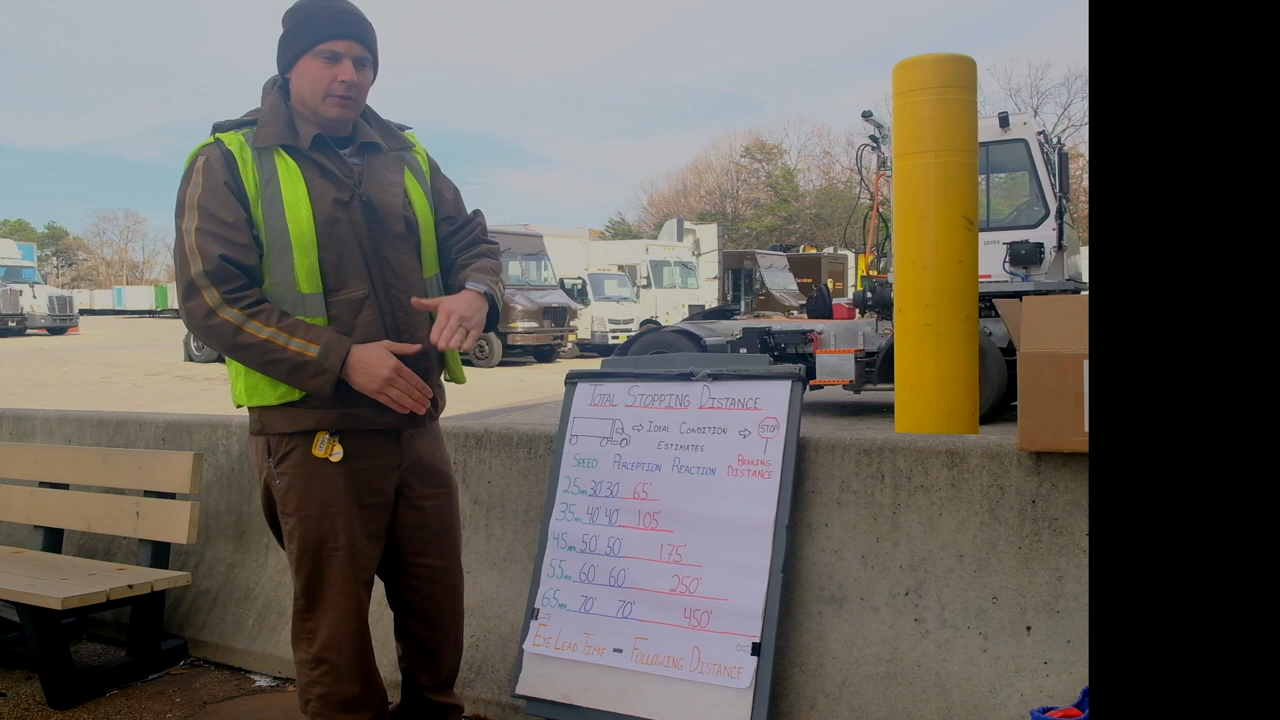 TOTAL STOPPING DISTANCE
⇨ IDEAL CONDITION ⇨ STOP
ESTIMATES
SPEED PERCEPTION REACTION BRAKING DISTANCE
25MPH 30' 30' 65'
35MPH 40' 40' 105'
45MPH 50' 50' 175'
55MPH 60' 60' 250'
65MPH 70' 70' 450'
EYE LEAD TIME - FOLLOWING DISTANCE